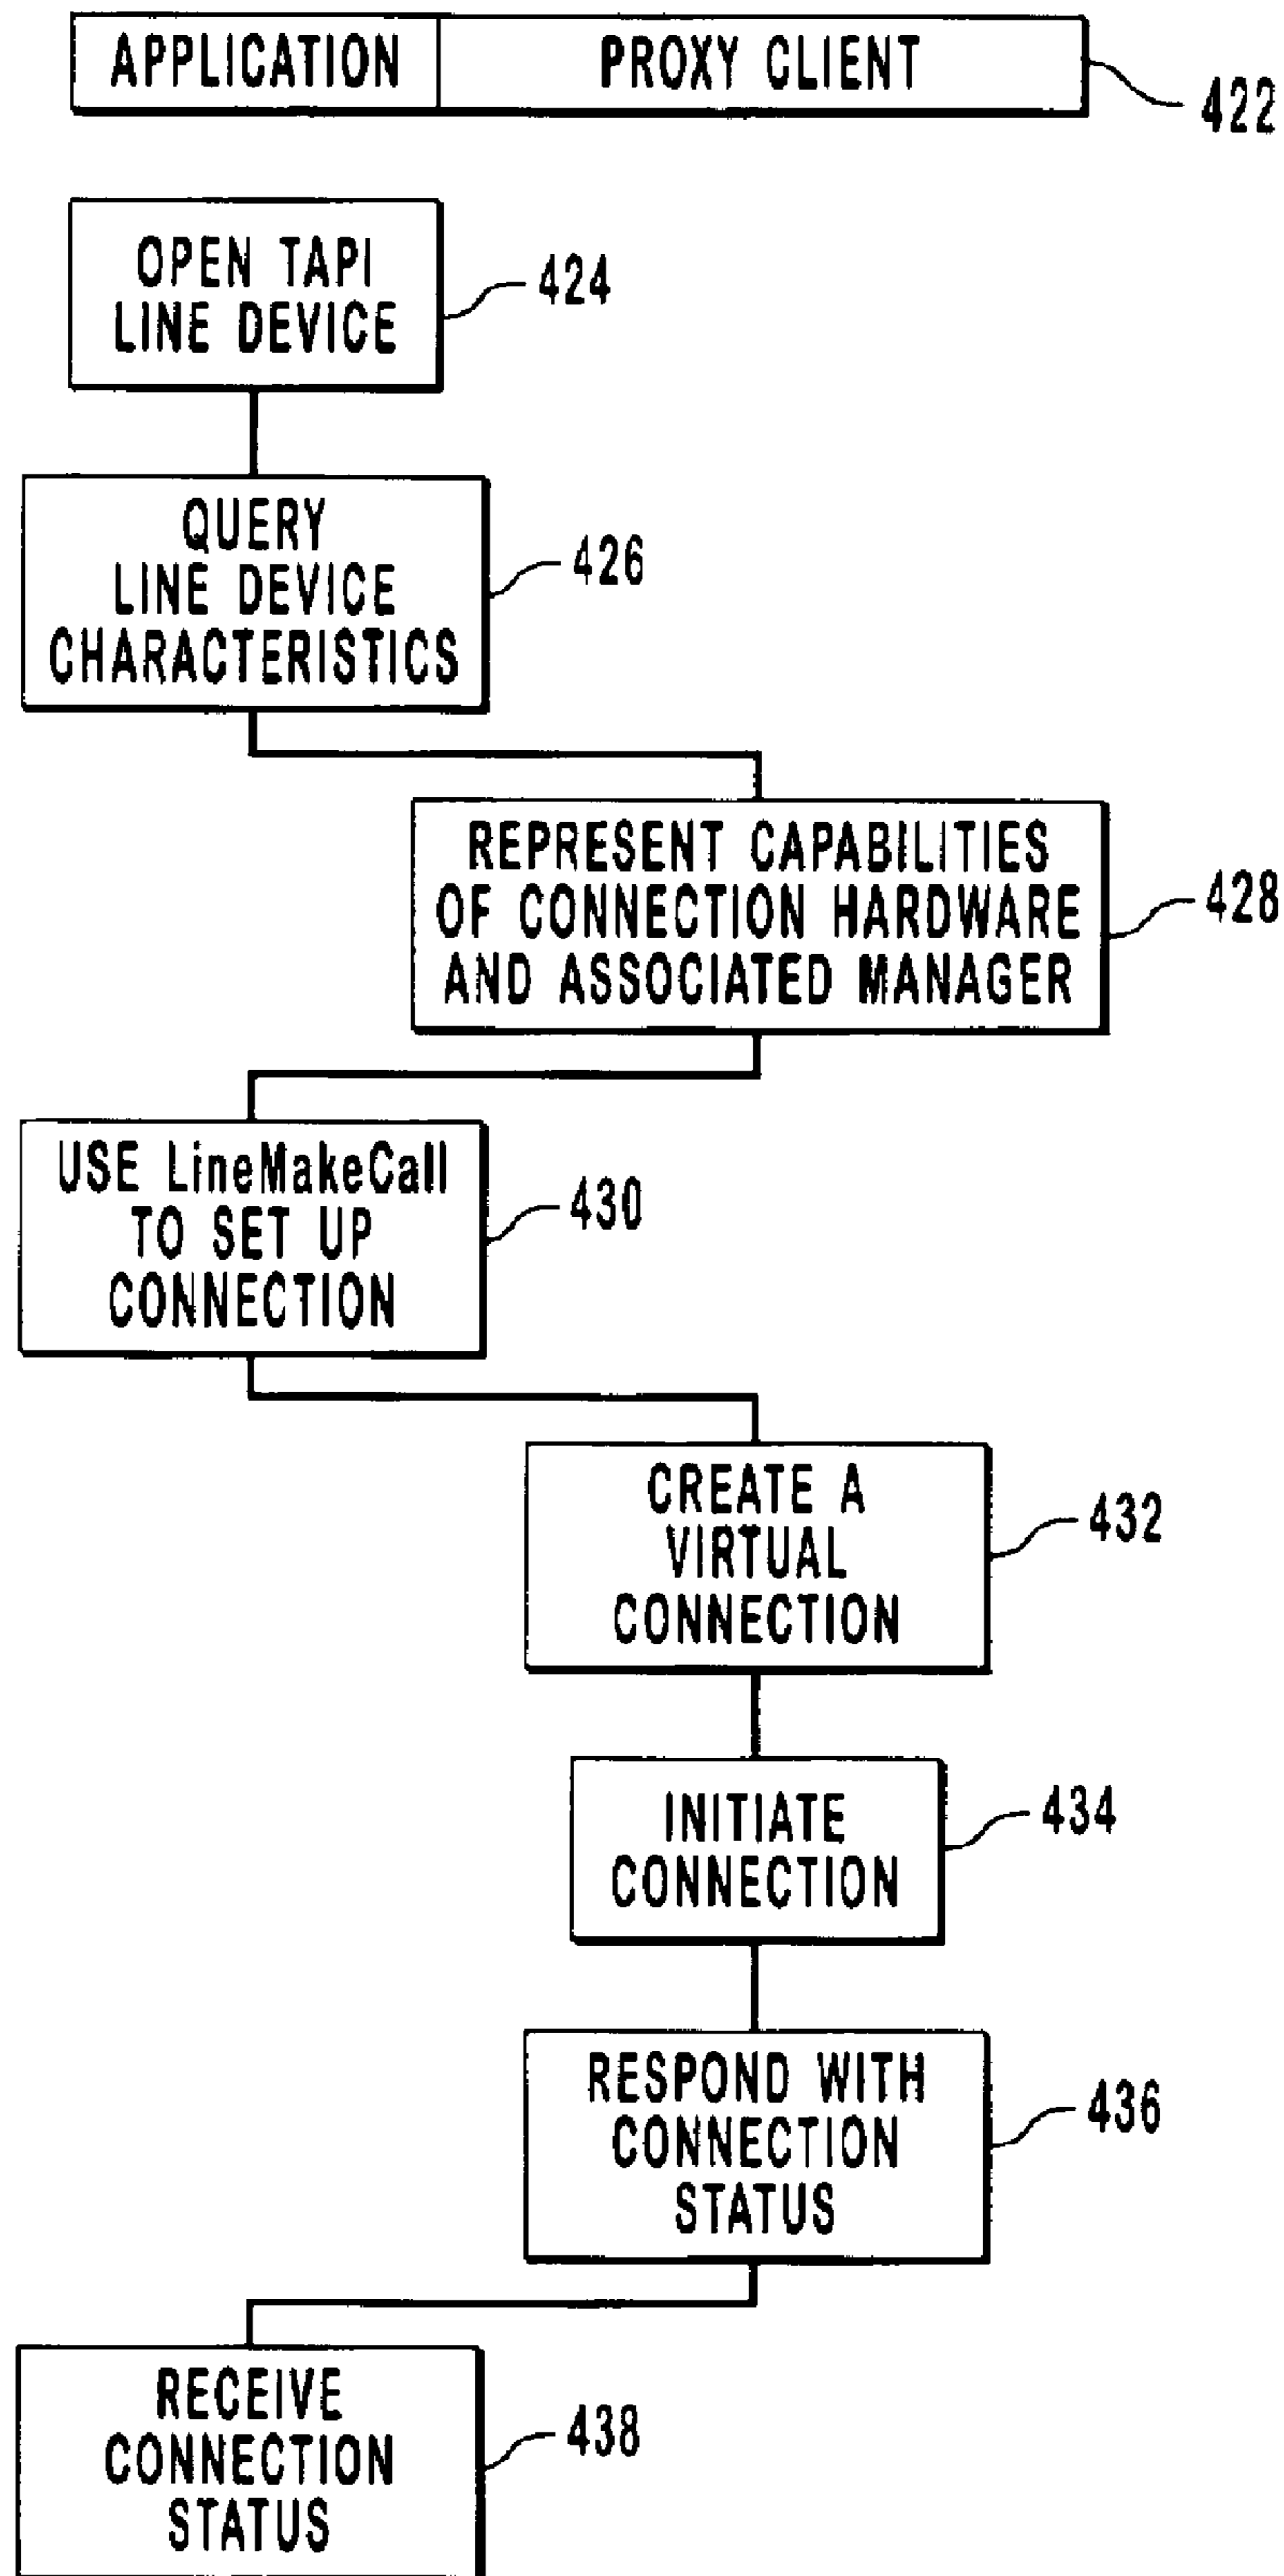 APPLICATION PROXY CLIENT
422
OPEN TAPI
LINE DEVICE
424
QUERY
LINE DEVICE
CHARACTERISTICS
426
REPRESENT CAPABILITIES
OF CONNECTION HARDWARE
AND ASSOCIATED MANAGER
428
USE LineMakeCall
TO SET UP
CONNECTION
430
CREATE A
VIRTUAL
CONNECTION
432
INITIATE
CONNECTION
434
RESPOND WITH
CONNECTION
STATUS
436
RECEIVE
CONNECTION
STATUS
438